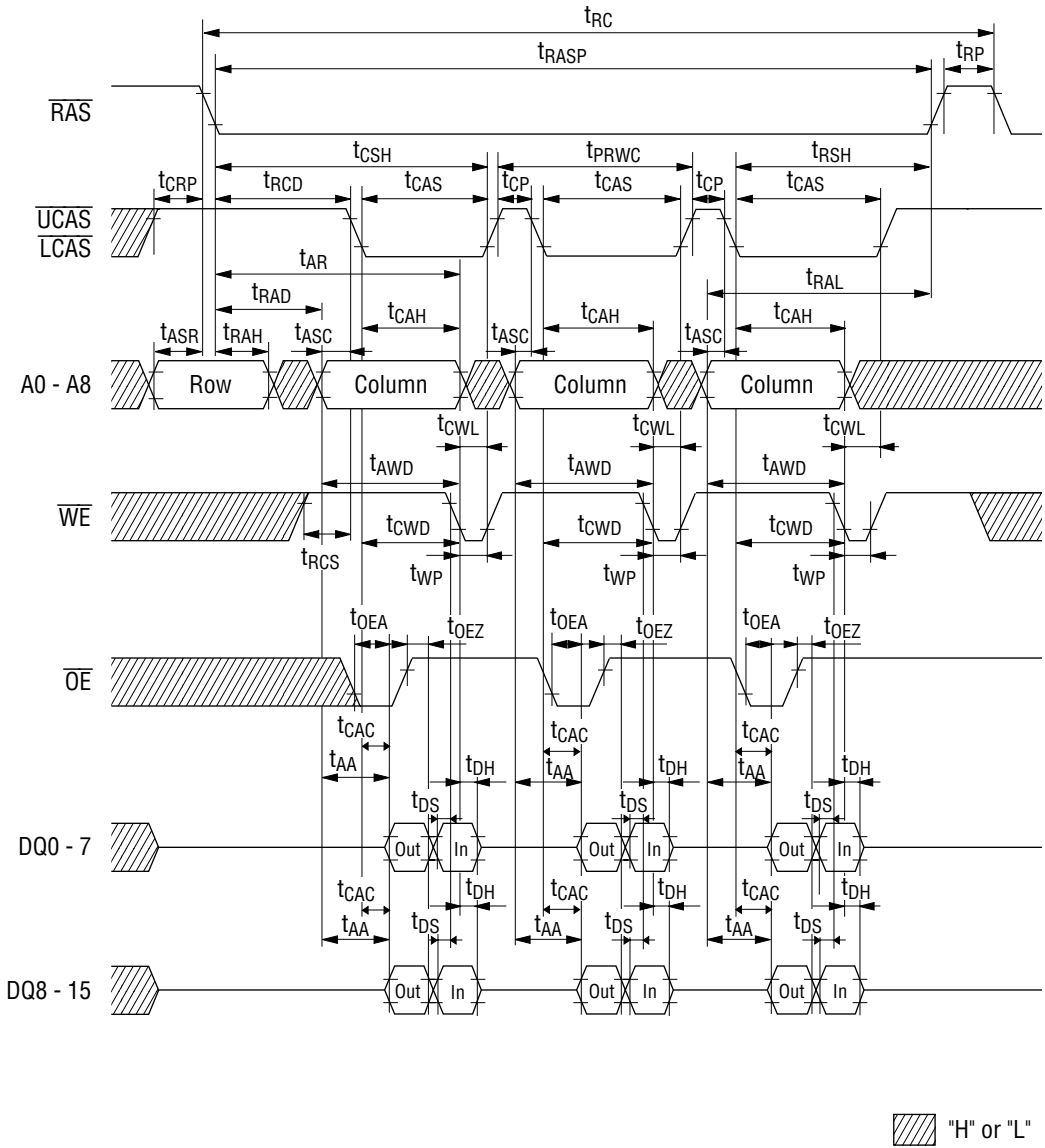 tRC
tRASP
tRP
RAS
tCSH
tPRWC
tRSH
tCRP
tRCD
tCAS
tCP
tCAS
tCP
tCAS
UCAS
LCAS
tAR
tRAL
tRAD
tCAH
tCAH
tCAH
tASR
tRAH
tASC
tASC
tASC
A0 - A8
Row
Column
Column
Column
tCWL
tCWL
tCWL
tAWD
tAWD
tAWD
WE
tCWD
tCWD
tCWD
tRCS
tWP
tWP
tWP
tOEA
tOEZ
tOEA
tOEZ
tOEA
tOEZ
OE
tCAC
tCAC
tCAC
tAA
tDH
tAA
tDH
tAA
tDH
tDS
tDS
tDS
DQ0 - 7
Out
In
Out
In
Out
In
tCAC
tDH
tCAC
tDH
tCAC
tDH
tAA
tDS
tAA
tDS
tAA
tDS
DQ8 - 15
Out
In
Out
In
Out
In
"H" or "L"